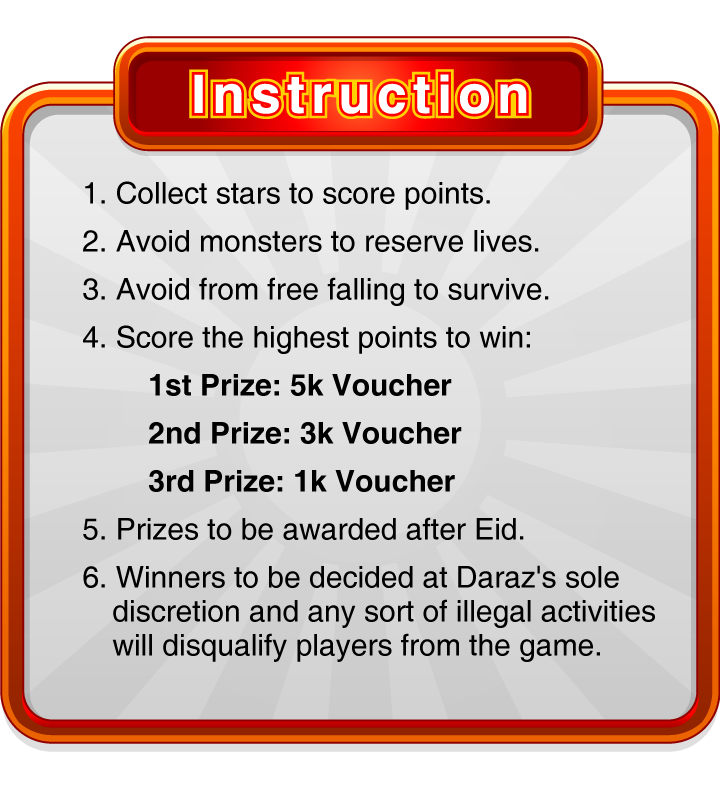 Instruction
1. Collect stars to score points.
2. Avoid monsters to reserve lives.
3. Avoid from free falling to survive.
4. Score the highest points to win:
1st Prize: 5k Voucher
2nd Prize: 3k Voucher
3rd Prize: 1k Voucher
5. Prizes to be awarded after Eid.
6. Winners to be decided at Daraz's sole
discretion and any sort of illegal activities
will disqualify players from the game.